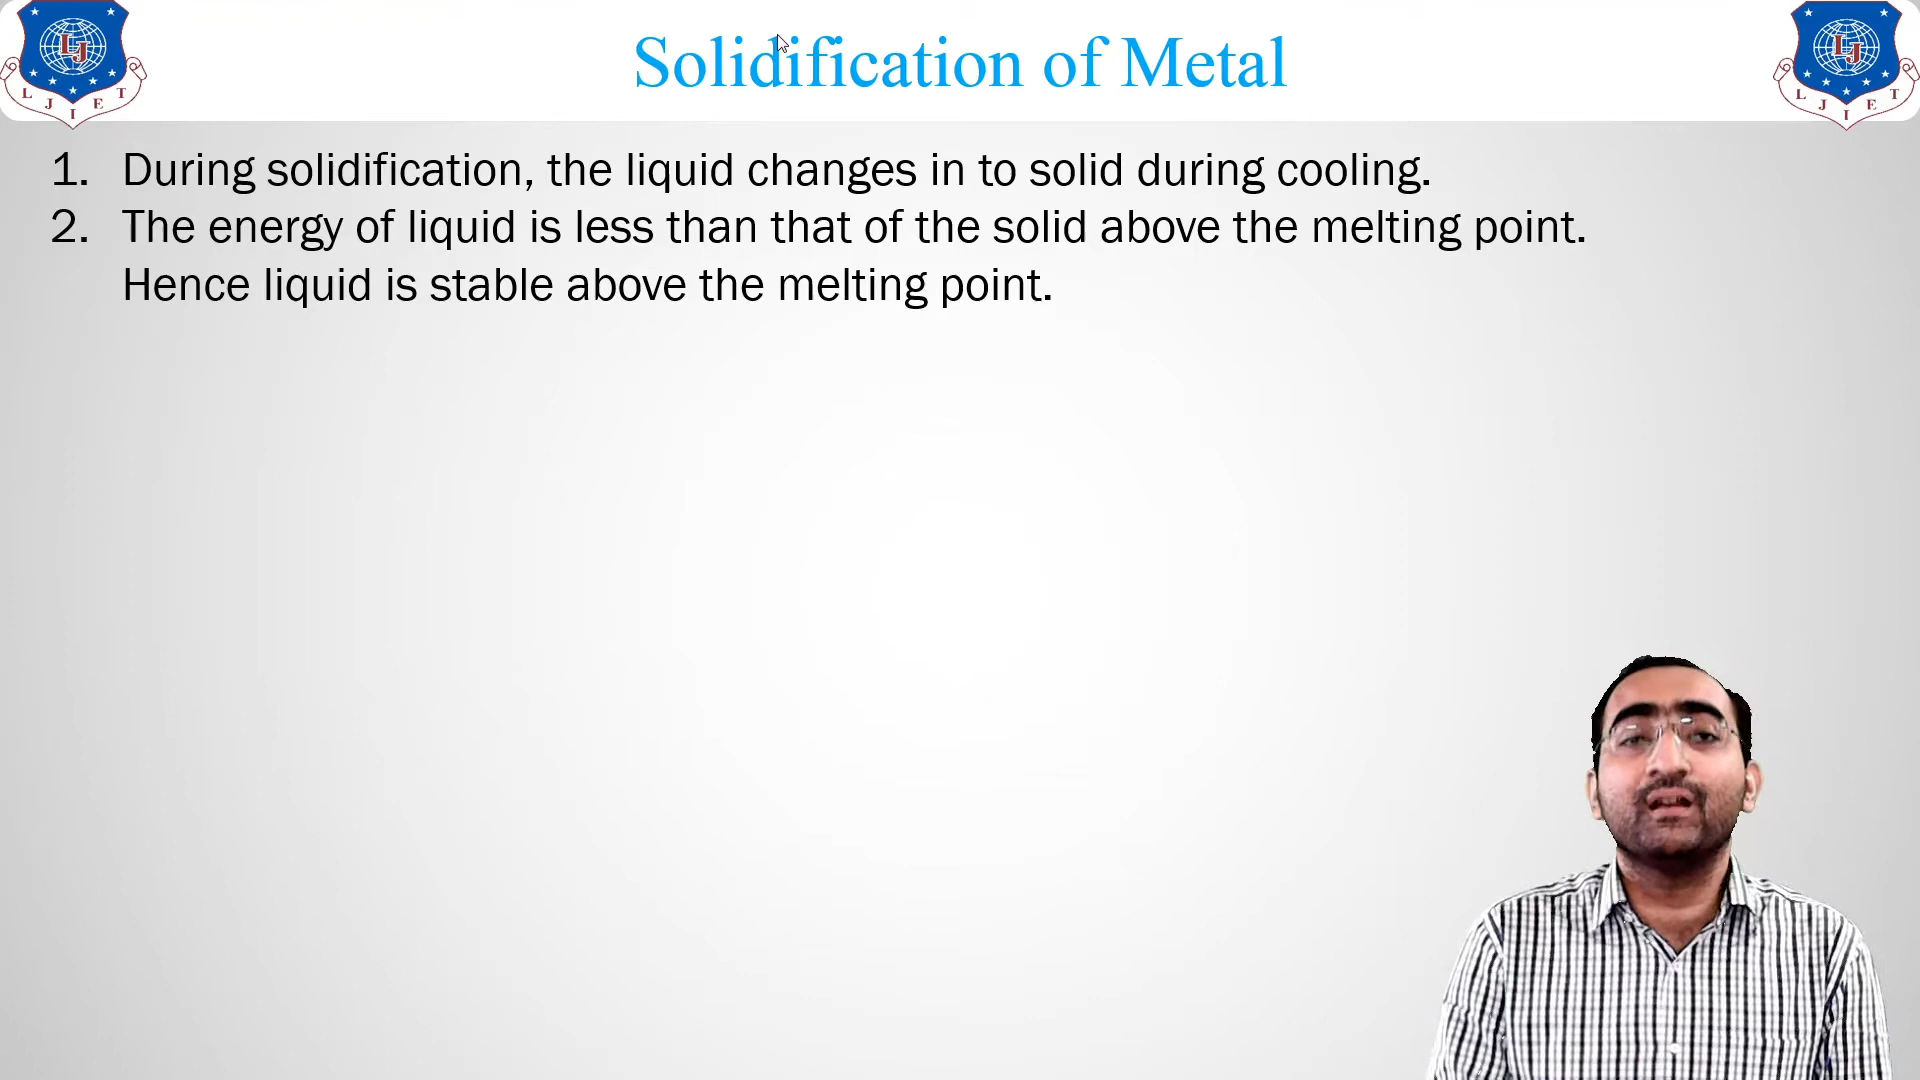 Solidification of Metal
LJ
L J I E T
LJ
L J I E T
1. During solidification, the liquid changes in to solid during cooling.
2. The energy of liquid is less than that of the solid above the melting point.
Hence liquid is stable above the melting point.